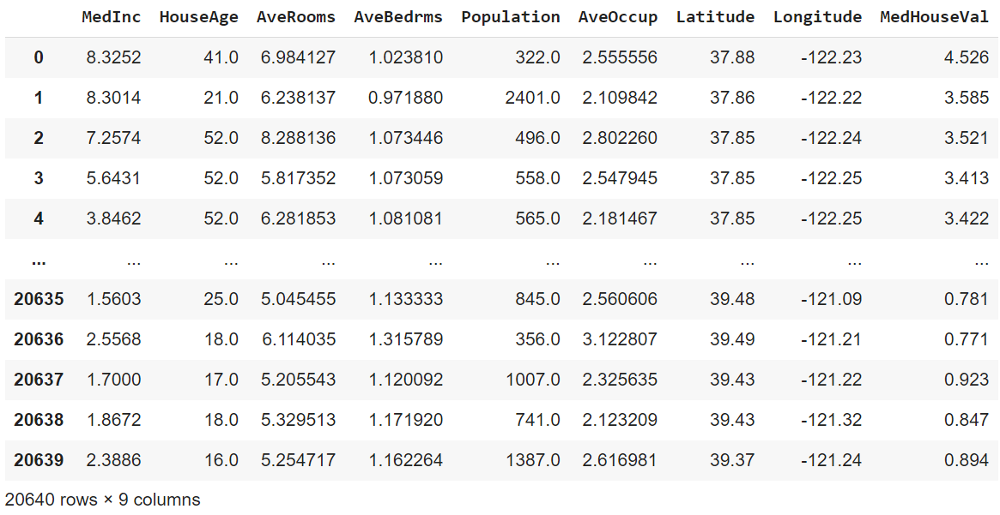 MedInc HouseAge AveRooms AveBedrms Population AveOccup Latitude Longitude MedHouseVal
0 8.3252 41.0 6.984127 1.023810 322.0 2.555556 37.88 -122.23 4.526
1 8.3014 21.0 6.238137 0.971880 2401.0 2.109842 37.86 -122.22 3.585
2 7.2574 52.0 8.288136 1.073446 496.0 2.802260 37.85 -122.24 3.521
3 5.6431 52.0 5.817352 1.073059 558.0 2.547945 37.85 -122.25 3.413
4 3.8462 52.0 6.281853 1.081081 565.0 2.181467 37.85 -122.25 3.422
... ... ... ... ... ... ... ... ... ...
20635 1.5603 25.0 5.045455 1.133333 845.0 2.560606 39.48 -121.09 0.781
20636 2.5568 18.0 6.114035 1.315789 356.0 3.122807 39.49 -121.21 0.771
20637 1.7000 17.0 5.205543 1.120092 1007.0 2.325635 39.43 -121.22 0.923
20638 1.8672 18.0 5.329513 1.171920 741.0 2.123209 39.43 -121.32 0.847
20639 2.3886 16.0 5.254717 1.162264 1387.0 2.616981 39.37 -121.24 0.894
20640 rows × 9 columns